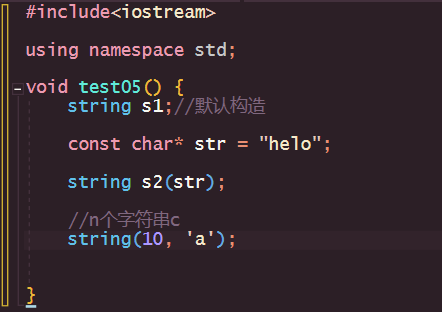 #include<iostream>
using namespace std;
void test05() {
string s1;//默认构造
const char* str = "helo";
string s2(str);
//n个字符串c
string(10, 'a');
}